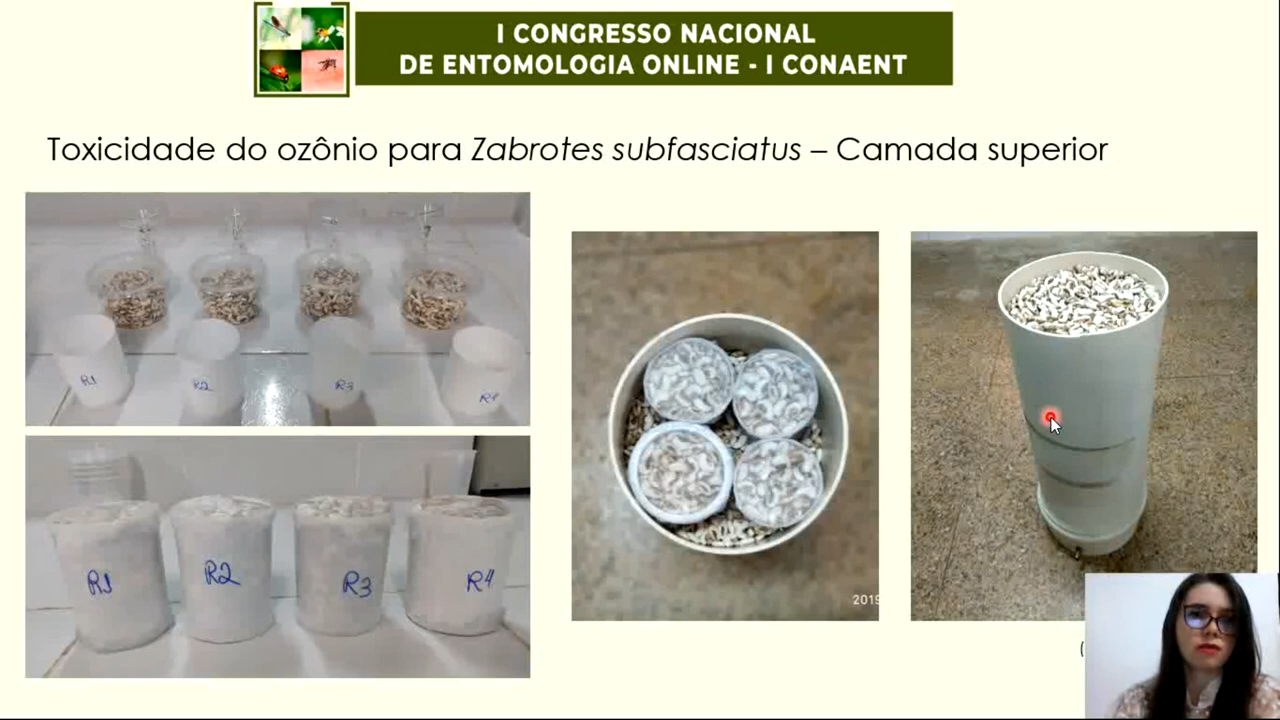 I CONGRESSO NACIONAL
DE ENTOMOLOGIA ONLINE - I CONAENT
Toxicidade do ozônio para Zabrotes subfasciatus – Camada superior
R1
R2
R3
R4
R1
R2
R3
R4
2019
(